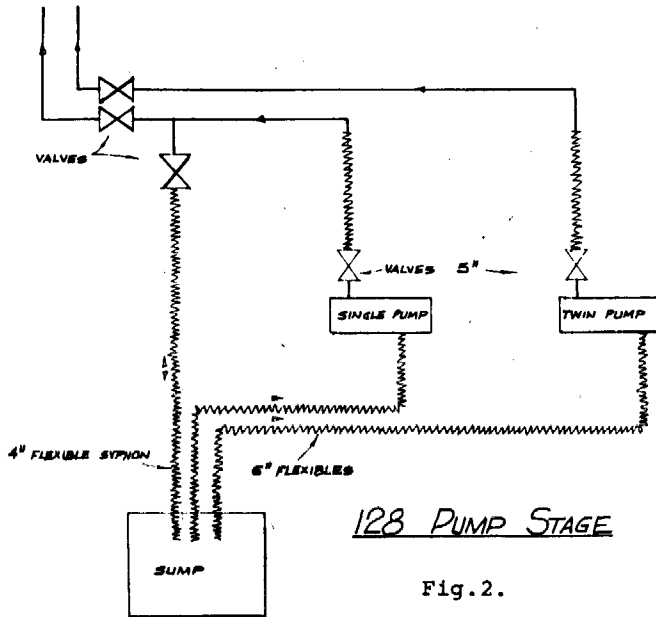 VALVES
VALVES 5"
SINGLE PUMP
TWIN PUMP
4" FLEXIBLE SYPHON
6" FLEXIBLES
SUMP
128 PUMP STAGE
Fig.2.